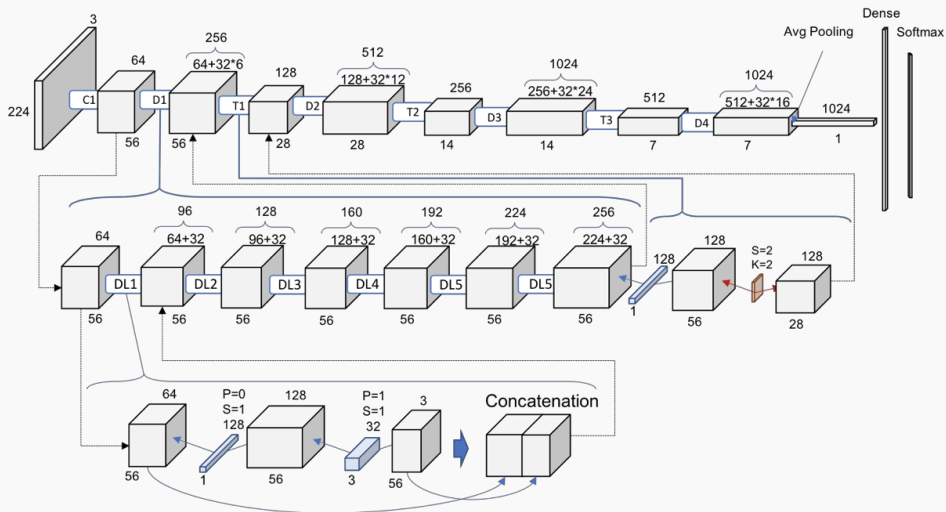 Dense
Softmax
Avg Pooling
3
64
256
64+32*6
128
512
128+32*12
256
1024
256+32*24
512
1024
512+32*16
1024
224
C1
D1
T1
D2
T2
D3
T3
D4
56
56
28
28
14
14
7
7
1
64
96
64+32
128
96+32
160
128+32
192
160+32
224
192+32
256
224+32
128
128
S=2
K=2
128
DL1
DL2
DL3
DL4
DL5
DL5
56
56
56
56
56
56
56
1
56
28
64
P=0
S=1
128
128
P=1
S=1
32
3
Concatenation
56
1
56
3
56